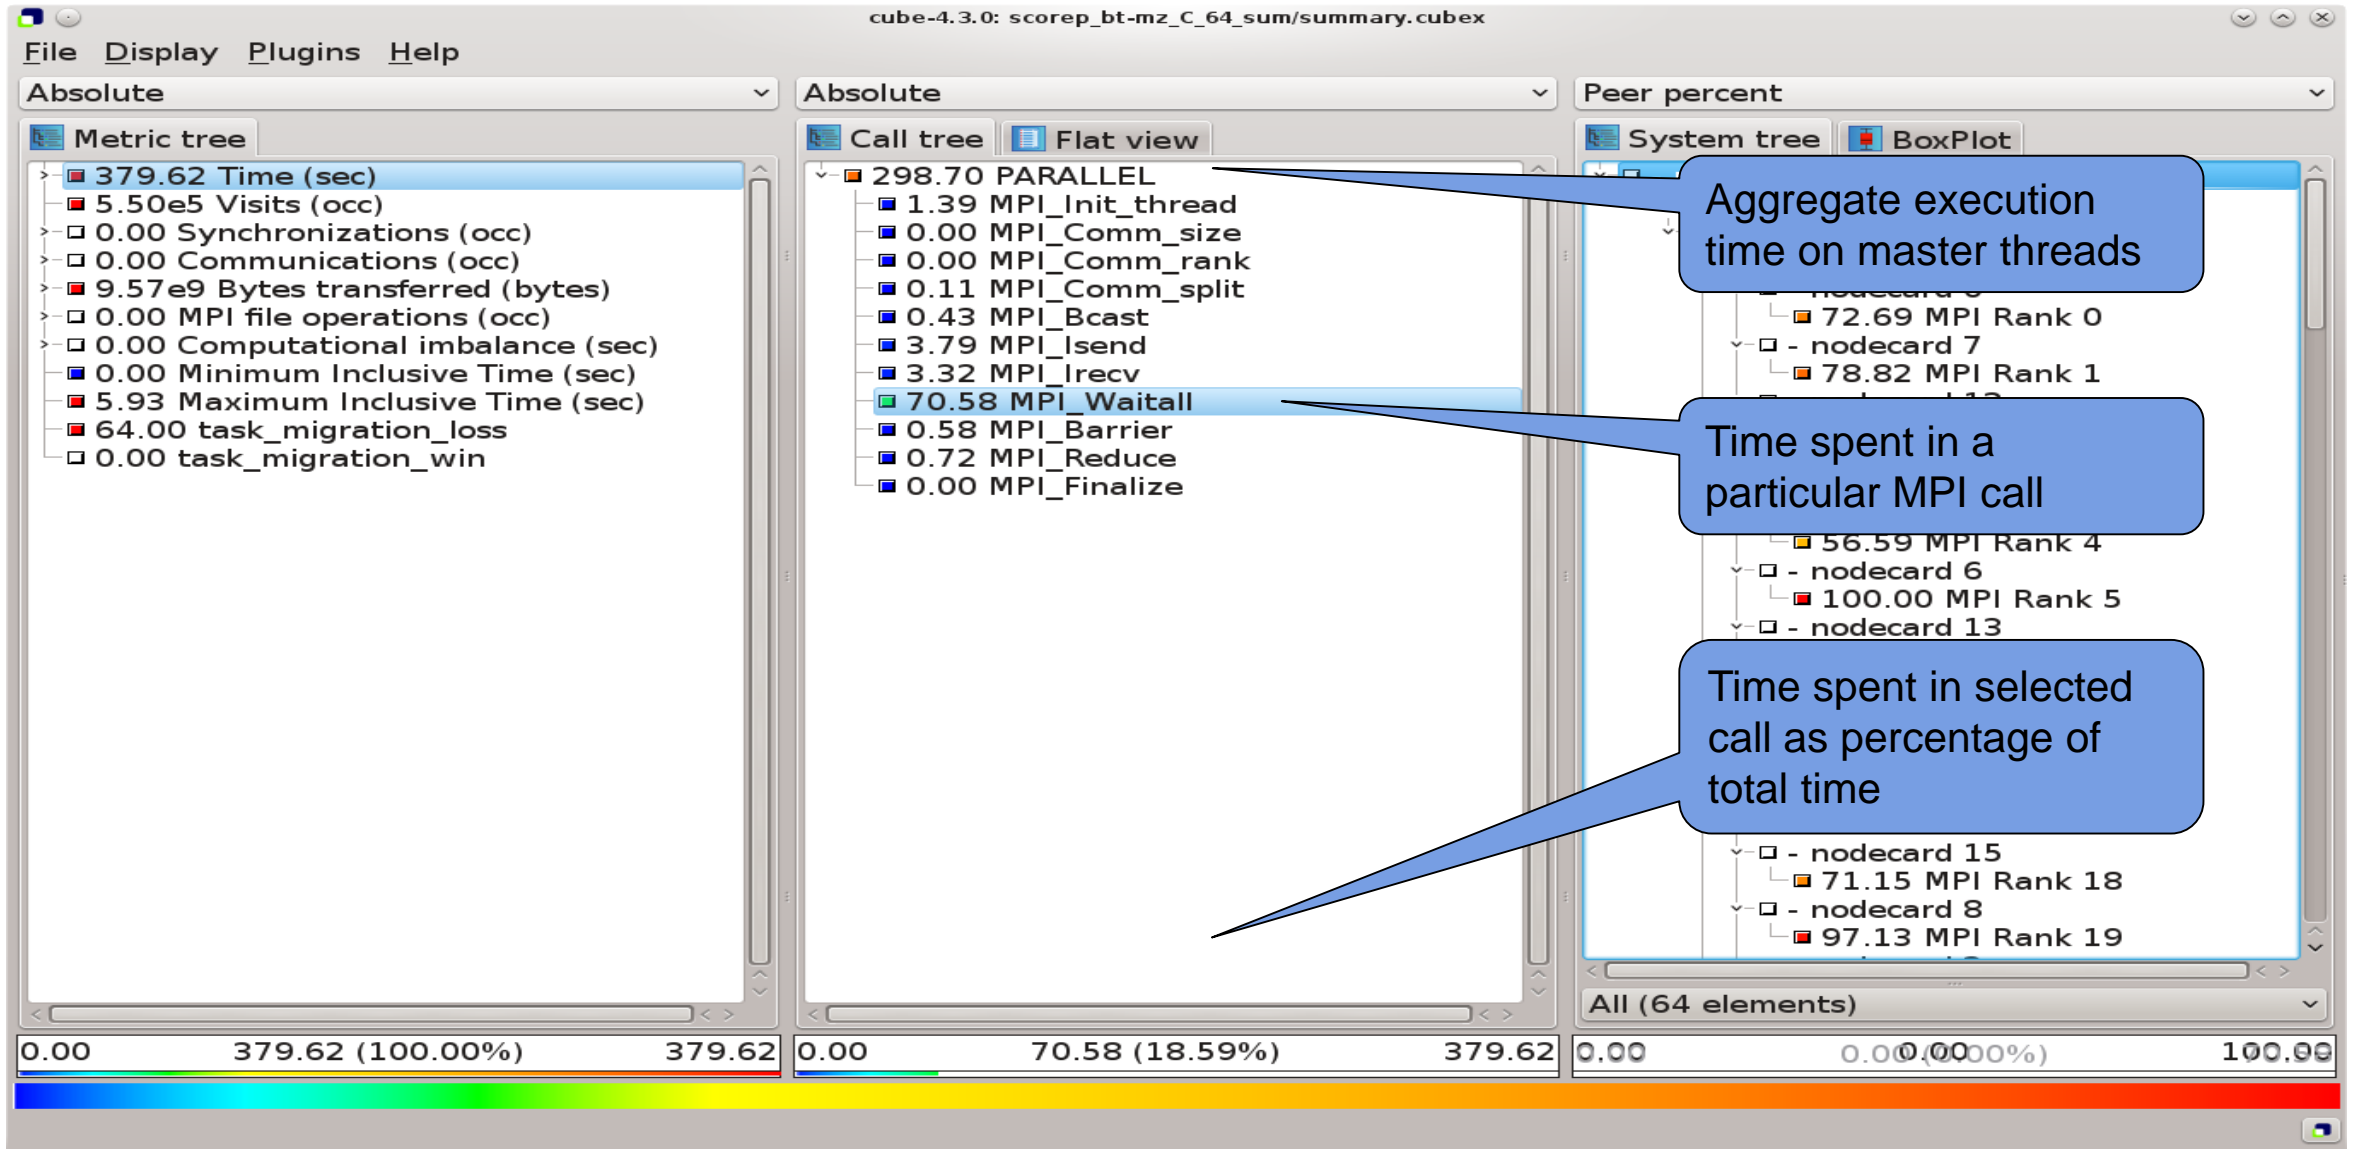 cube-4.3.0: scorep_bt-mz_C_64_sum/summary.cubex
File Display Plugins Help
Absolute
Metric tree
379.62 Time (sec)
5.50e5 Visits (occ)
0.00 Synchronizations (occ)
0.00 Communications (occ)
9.57e9 Bytes transferred (bytes)
0.00 MPI file operations (occ)
0.00 Computational imbalance (sec)
0.00 Minimum Inclusive Time (sec)
5.93 Maximum Inclusive Time (sec)
64.00 task_migration_loss
0.00 task_migration_win
0.00 379.62 (100.00%) 379.62
Absolute
Call tree Flat view
298.70 PARALLEL
1.39 MPI_Init_thread
0.00 MPI_Comm_size
0.00 MPI_Comm_rank
0.11 MPI_Comm_split
0.43 MPI_Bcast
3.79 MPI_Isend
3.32 MPI_Irecv
70.58 MPI_Waitall
0.58 MPI_Barrier
0.72 MPI_Reduce
0.00 MPI_Finalize
0.00 70.58 (18.59%) 379.62
Peer percent
System tree BoxPlot
Aggregate execution
time on master threads
72.69 MPI Rank 0
- nodecard 7
78.82 MPI Rank 1
Time spent in a
particular MPI call
56.59 MPI Rank 4
- nodecard 6
100.00 MPI Rank 5
- nodecard 13
Time spent in selected
call as percentage of
total time
- nodecard 15
71.15 MPI Rank 18
- nodecard 8
97.13 MPI Rank 19
All (64 elements)
0.00